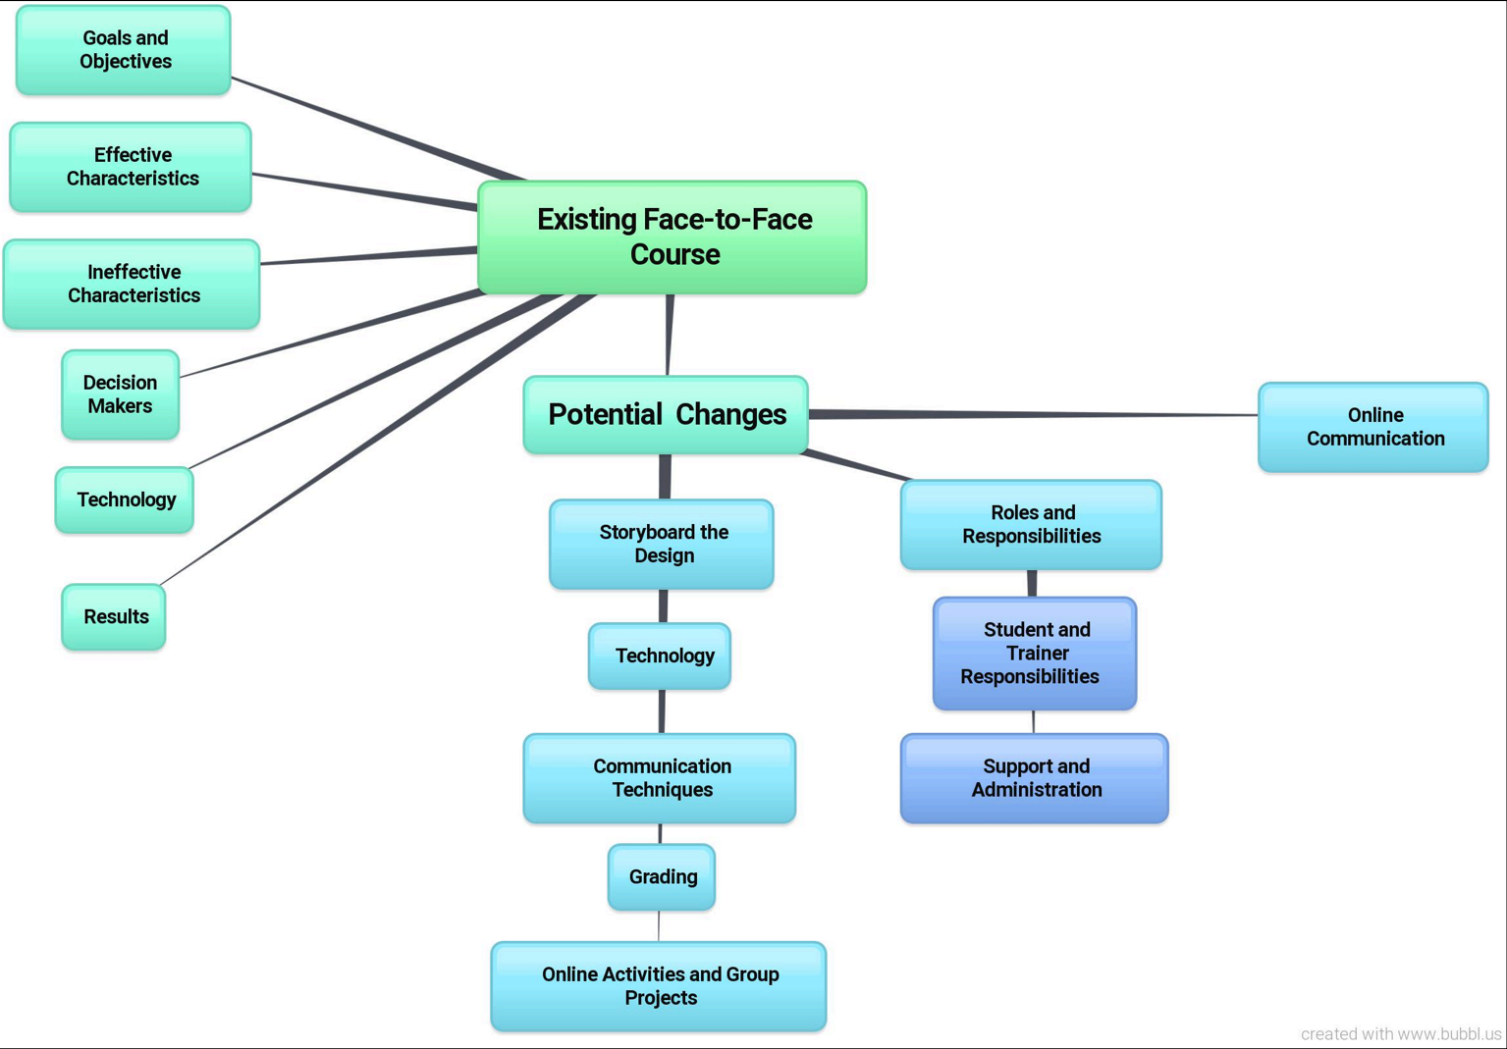 Goals and
Objectives
Effective
Characteristics
Ineffective
Characteristics
Decision
Makers
Technology
Results
Existing Face-to-Face
Course
Potential  Changes
Storyboard the
Design
Technology
Communication
Techniques
Grading
Online Activities and Group
Projects
Roles and
Responsibilities
Student and
Trainer
Responsibilities
Support and
Administration
Online
Communication
created with www.bubbl.us